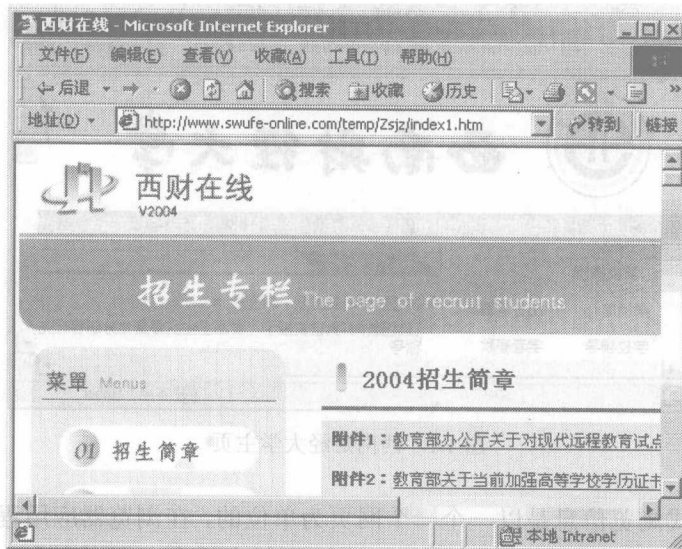 西财在线 - Microsoft Internet Explorer
文件(F) 编辑(E) 查看(V) 收藏(A) 工具(T) 帮助(H)
后退 搜索 收藏 历史 »
地址(D) http://www.swufe-online.com/temp/Zsjz/index1.htm 转到 链接
西财在线
V2004
招生专栏 The page of recruit students
菜單 Menus
2004招生简章
01 招生简章
附件1：教育部办公厅关于对现代远程教育试点
附件2：教育部关于当前加强高等学校学历证书
本地 Intranet